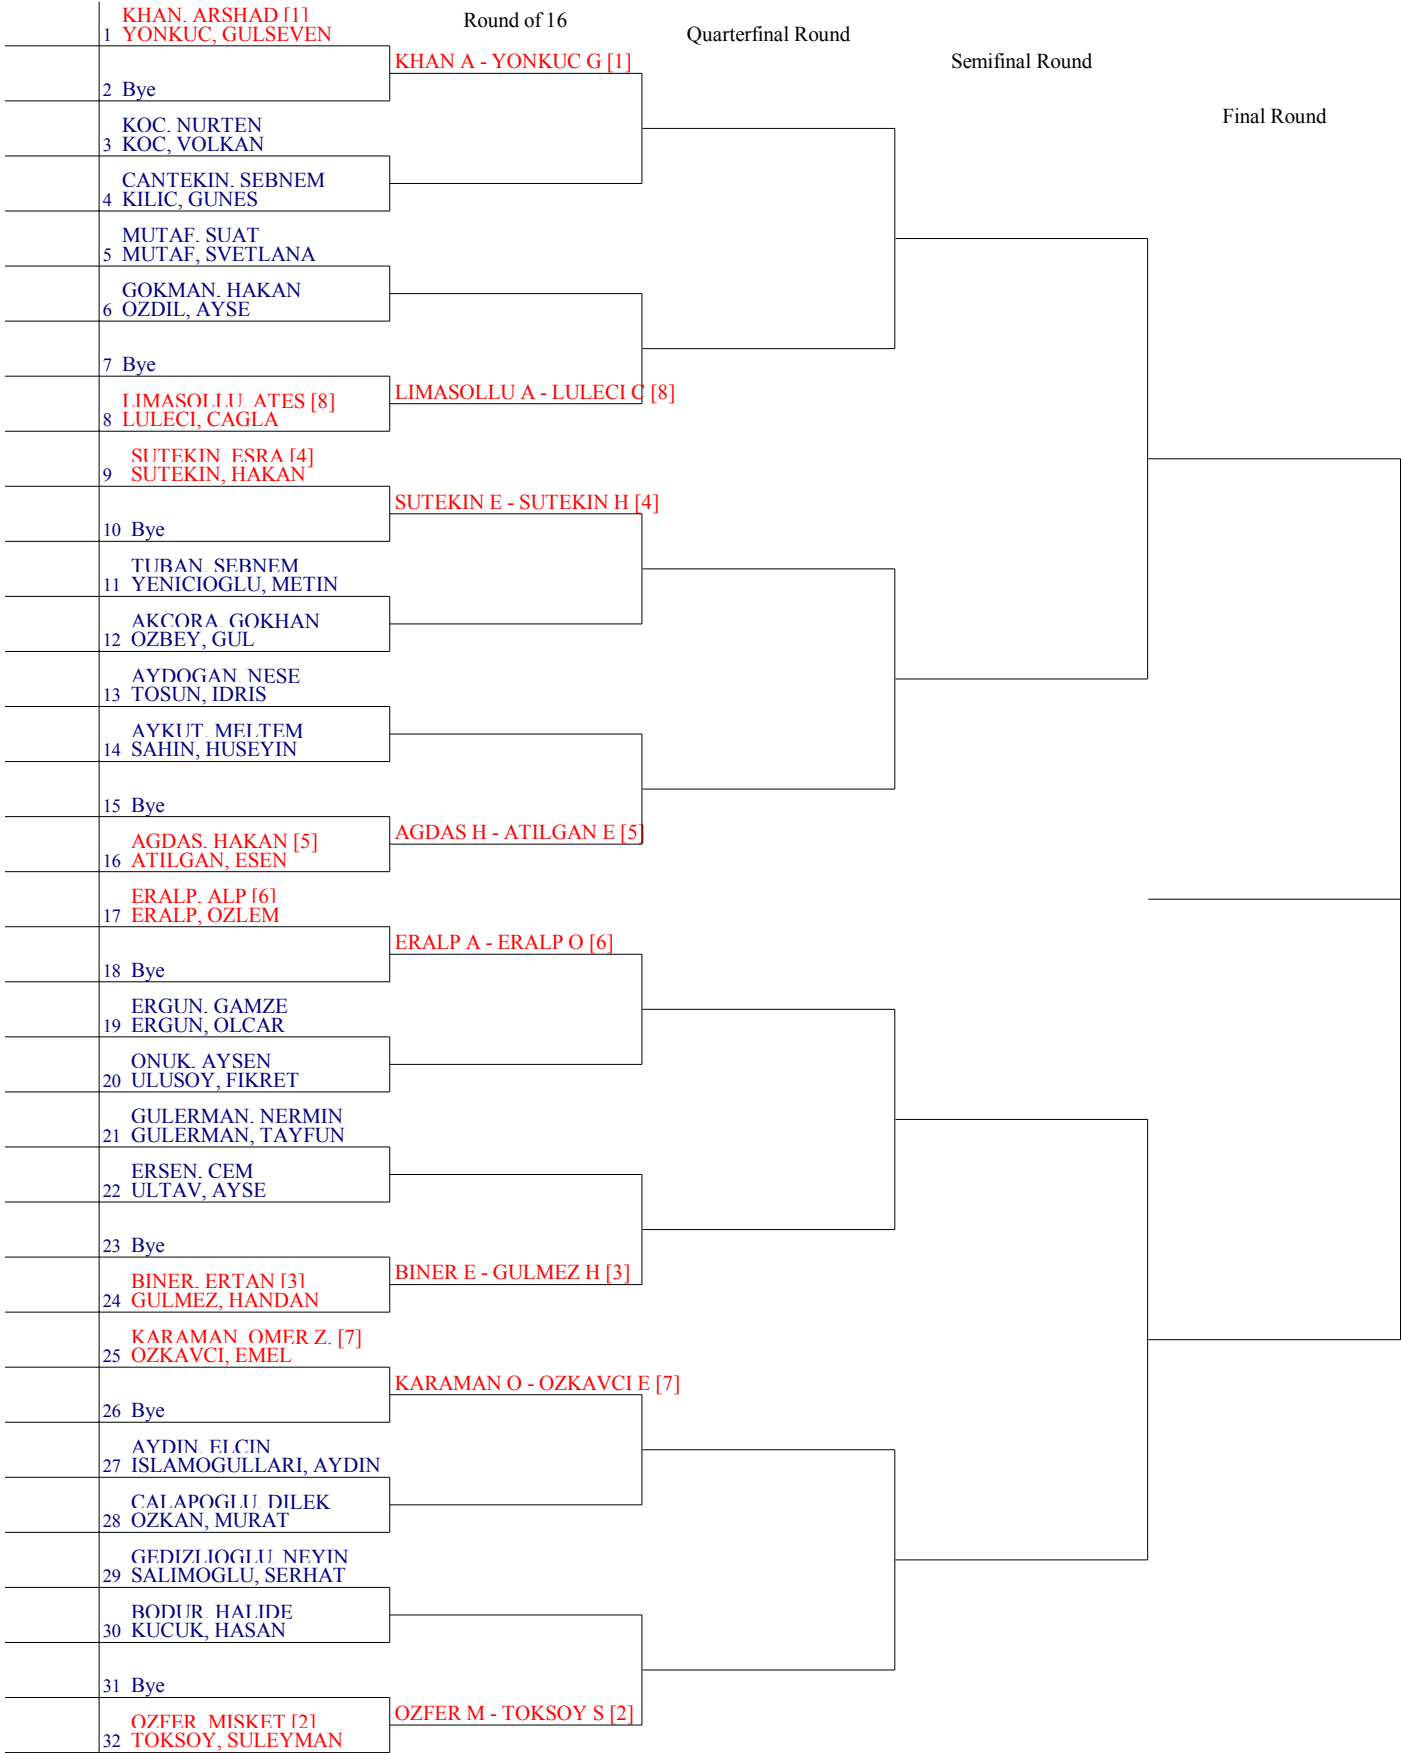 KHAN, ARSHAD [1]
1 YONKUC, GULSEVEN
Round of 16
Quarterfinal Round
Semifinal Round
Final Round
KHAN A - YONKUC G [1]
2 Bye
KOC, NURTEN
3 KOC, VOLKAN
CANTEKIN, SEBNEM
4 KILIC, GUNES
MUTAF, SUAT
5 MUTAF, SVETLANA
GOKMAN, HAKAN
6 OZDIL, AYSE
7 Bye
LIMASOLLU A - LULECI C [8]
LIMASOLLU, ATES [8]
8 LULECI, CAGLA
SUTEKIN, ESRA [4]
9 SUTEKIN, HAKAN
SUTEKIN E - SUTEKIN H [4]
10 Bye
TUBAN, SEBNEM
11 YENICIOGLU, METIN
AKCORA, GOKHAN
12 OZBEY, GUL
AYDOGAN, NESE
13 TOSUN, IDRIS
AYKUT, MELTEM
14 SAHIN, HUSEYIN
15 Bye
AGDAS H - ATILGAN E [5]
AGDAS, HAKAN [5]
16 ATILGAN, ESEN
ERALP, ALP [6]
17 ERALP, OZLEM
ERALP A - ERALP O [6]
18 Bye
ERGUN, GAMZE
19 ERGUN, OLCAR
ONUK, AYSEN
20 ULUSOY, FIKRET
GULERMAN, NERMIN
21 GULERMAN, TAYFUN
ERSEN, CEM
22 ULTAV, AYSE
23 Bye
BINER E - GULMEZ H [3]
BINER, ERTAN [3]
24 GULMEZ, HANDAN
KARAMAN, OMER Z. [7]
25 OZKAVCI, EMEL
KARAMAN O - OZKAVCI E [7]
26 Bye
AYDIN, ELCIN
27 ISLAMOGULLARI, AYDIN
CALAPOGLU, DILEK
28 OZKAN, MURAT
GEDIZLIOGLU, NEYIN
29 SALIMOGLU, SERHAT
BODUR, HALIDE
30 KUCUK, HASAN
31 Bye
OZFER M - TOKSOY S [2]
OZFER, MISKET [2]
32 TOKSOY, SULEYMAN